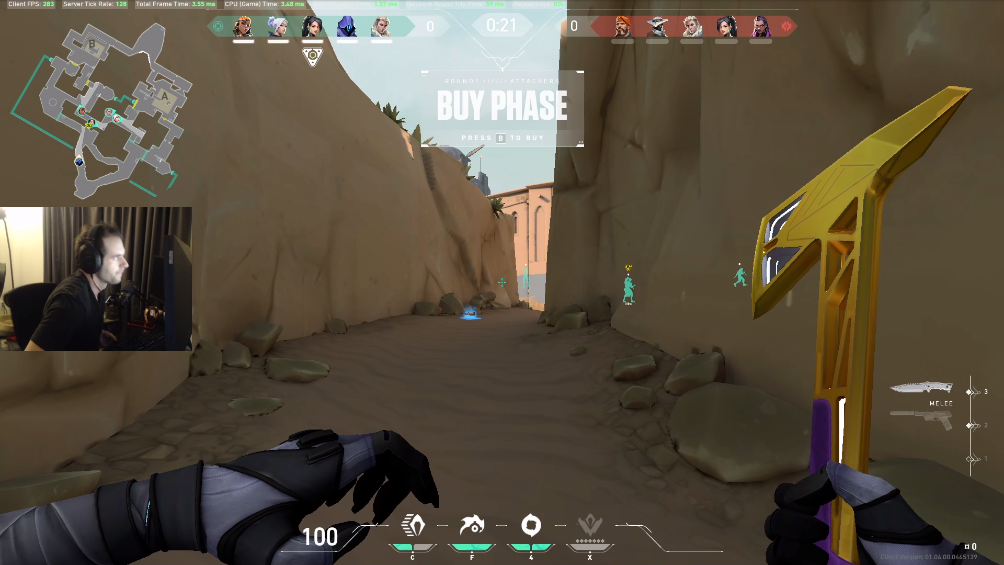 Client FPS: 283
Server Tick Rate: 128
Total Frame Time: 3.55 ms
CPU (Game) Time: 3.48 ms
0
0:21
0
B
A
BUY PHASE
PRESS B TO BUY
3
MELEE
2
1
100
C
F
X
0